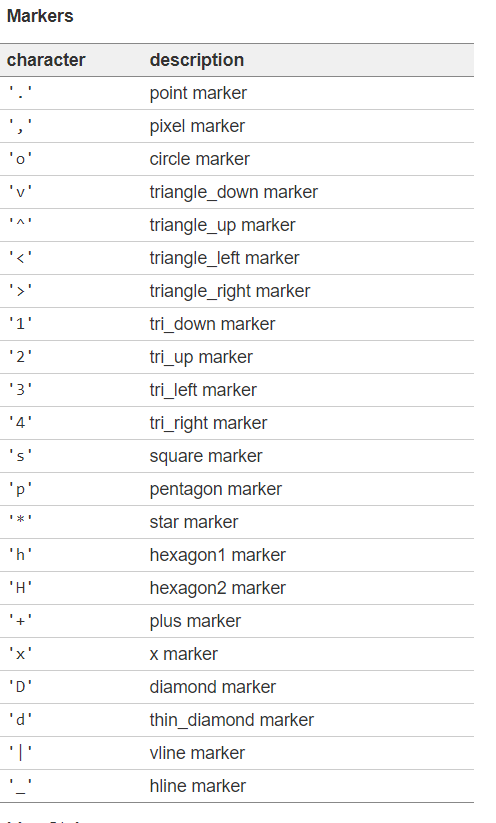 Markers
character description
'.' point marker
',' pixel marker
'o' circle marker
'v' triangle_down marker
'^' triangle_up marker
'<' triangle_left marker
'>' triangle_right marker
'1' tri_down marker
'2' tri_up marker
'3' tri_left marker
'4' tri_right marker
's' square marker
'p' pentagon marker
'*' star marker
'h' hexagon1 marker
'H' hexagon2 marker
'+' plus marker
'x' x marker
'D' diamond marker
'd' thin_diamond marker
'|' vline marker
'_' hline marker